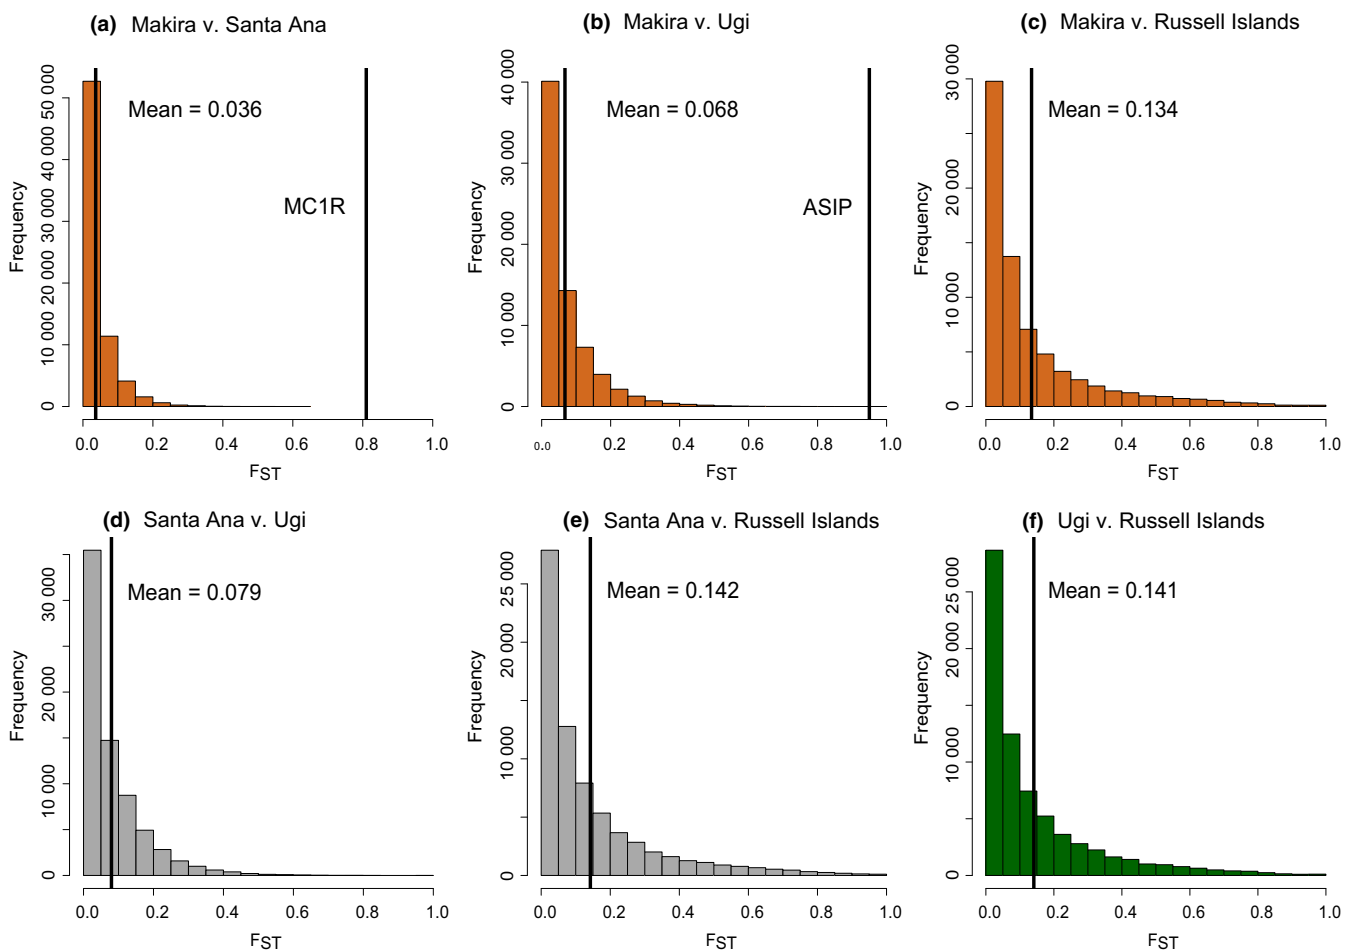 (a) Makira v. Santa Ana
Mean = 0.036
MC1R
Frequency
0 10 000 20 000 30 000 40 000 50 000
0.0 0.2 0.4 0.6 0.8 1.0
FST
(b) Makira v. Ugi
Mean = 0.068
ASIP
Frequency
0 10 000 20 000 30 000 40 000
0.0 0.2 0.4 0.6 0.8 1.0
FST
(c) Makira v. Russell Islands
Mean = 0.134
Frequency
0 10 000 20 000 30 000
0.0 0.2 0.4 0.6 0.8 1.0
FST
(d) Santa Ana v. Ugi
Mean = 0.079
Frequency
0 10 000 20 000 30 000
0.0 0.2 0.4 0.6 0.8 1.0
FST
(e) Santa Ana v. Russell Islands
Mean = 0.142
Frequency
0 10 000 20 000 25 000
0.0 0.2 0.4 0.6 0.8 1.0
FST
(f) Ugi v. Russell Islands
Mean = 0.141
Frequency
0 10 000 20 000 25 000
0.0 0.2 0.4 0.6 0.8 1.0
FST